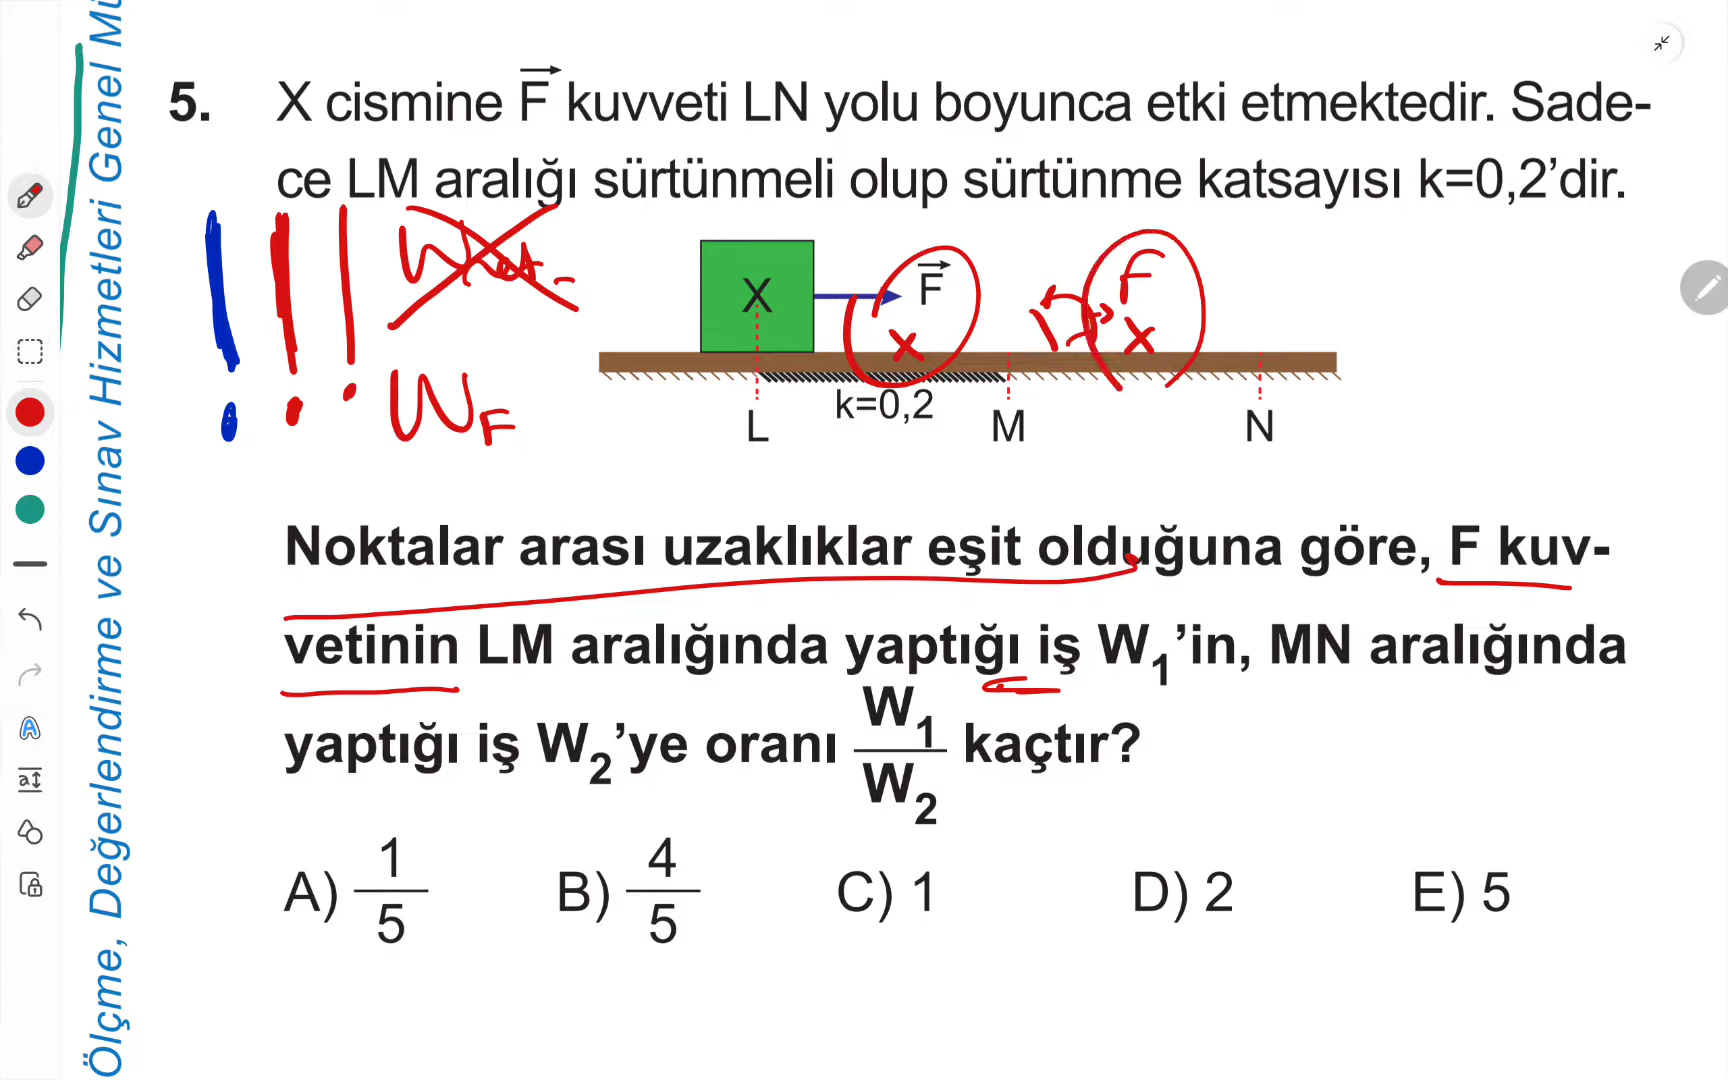 Ölçme, Değerlendirme ve Sınav Hizmetleri Genel Mü
5. X cismine F kuvveti LN yolu boyunca etki etmektedir. Sade-
ce LM aralığı sürtünmeli olup sürtünme katsayısı k=0,2’dir.
X
F
x
F
x
W_F
k=0,2
L
M
N
Noktalar arası uzaklıklar eşit olduğuna göre, F kuv-
vetinin LM aralığında yaptığı iş W₁’in, MN aralığında
yaptığı iş W₂’ye oranı W₁/W₂ kaçtır?
A) 1/5
B) 4/5
C) 1
D) 2
E) 5